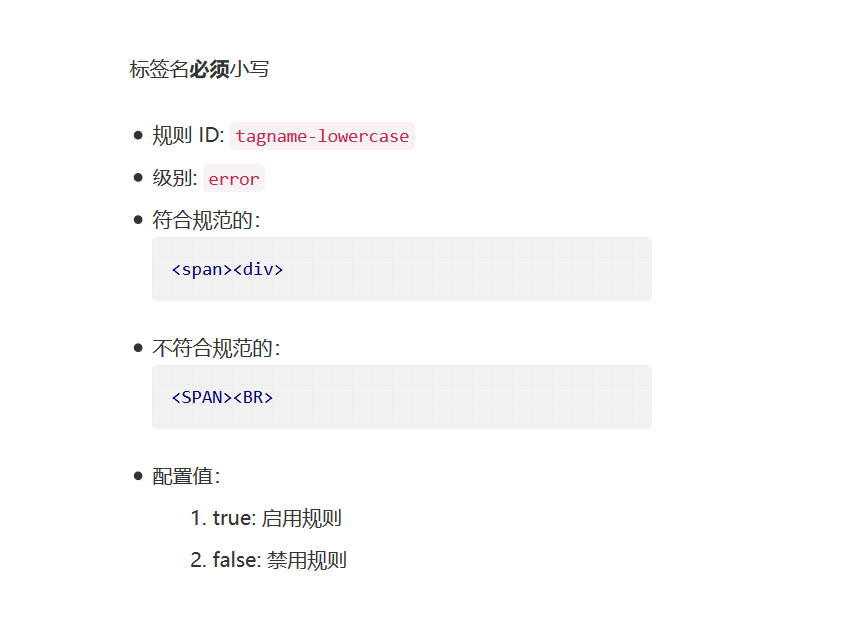 标签名必须小写
规则 ID: tagname-lowercase
级别: error
符合规范的:
<span><div>
不符合规范的:
<SPAN><BR>
配置值:
1. true: 启用规则
2. false: 禁用规则